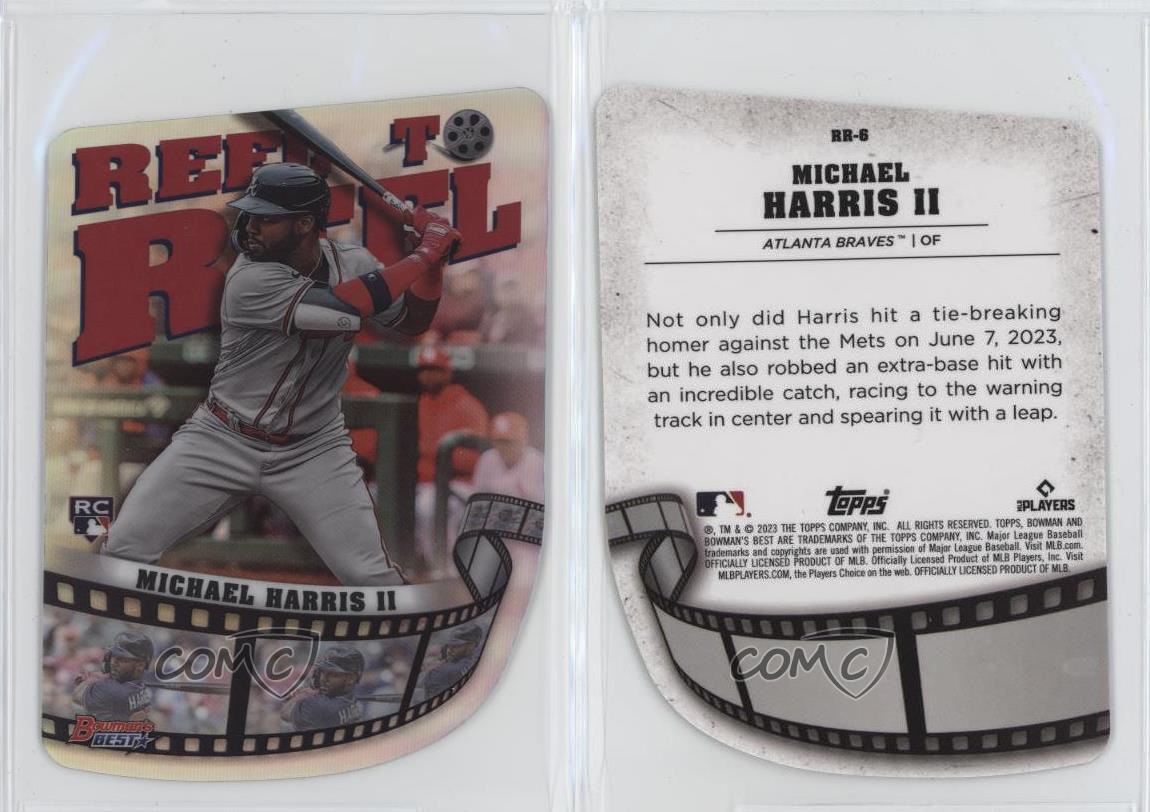 REEL TO
REEL
RC
MICHAEL HARRIS II
COMC
HARRIS
Bowman's
BEST
RR-6
MICHAEL
HARRIS II
ATLANTA BRAVES™ | OF
Not only did Harris hit a tie-breaking
homer against the Mets on June 7, 2023,
but he also robbed an extra-base hit with
an incredible catch, racing to the warning
track in center and spearing it with a leap.
Topps
MLB PLAYERS
®, TM & © 2023 THE TOPPS COMPANY, INC. ALL RIGHTS RESERVED. TOPPS, BOWMAN AND
BOWMAN'S BEST ARE TRADEMARKS OF THE TOPPS COMPANY, INC. Major League Baseball
trademarks and copyrights are used with permission of Major League Baseball. Visit MLB.com.
OFFICIALLY LICENSED PRODUCT OF MLB. Officially Licensed Product of MLB Players, Inc. Visit
MLBPLAYERS.COM, the Players Choice on the web. OFFICIALLY LICENSED PRODUCT OF MLB.
COMC